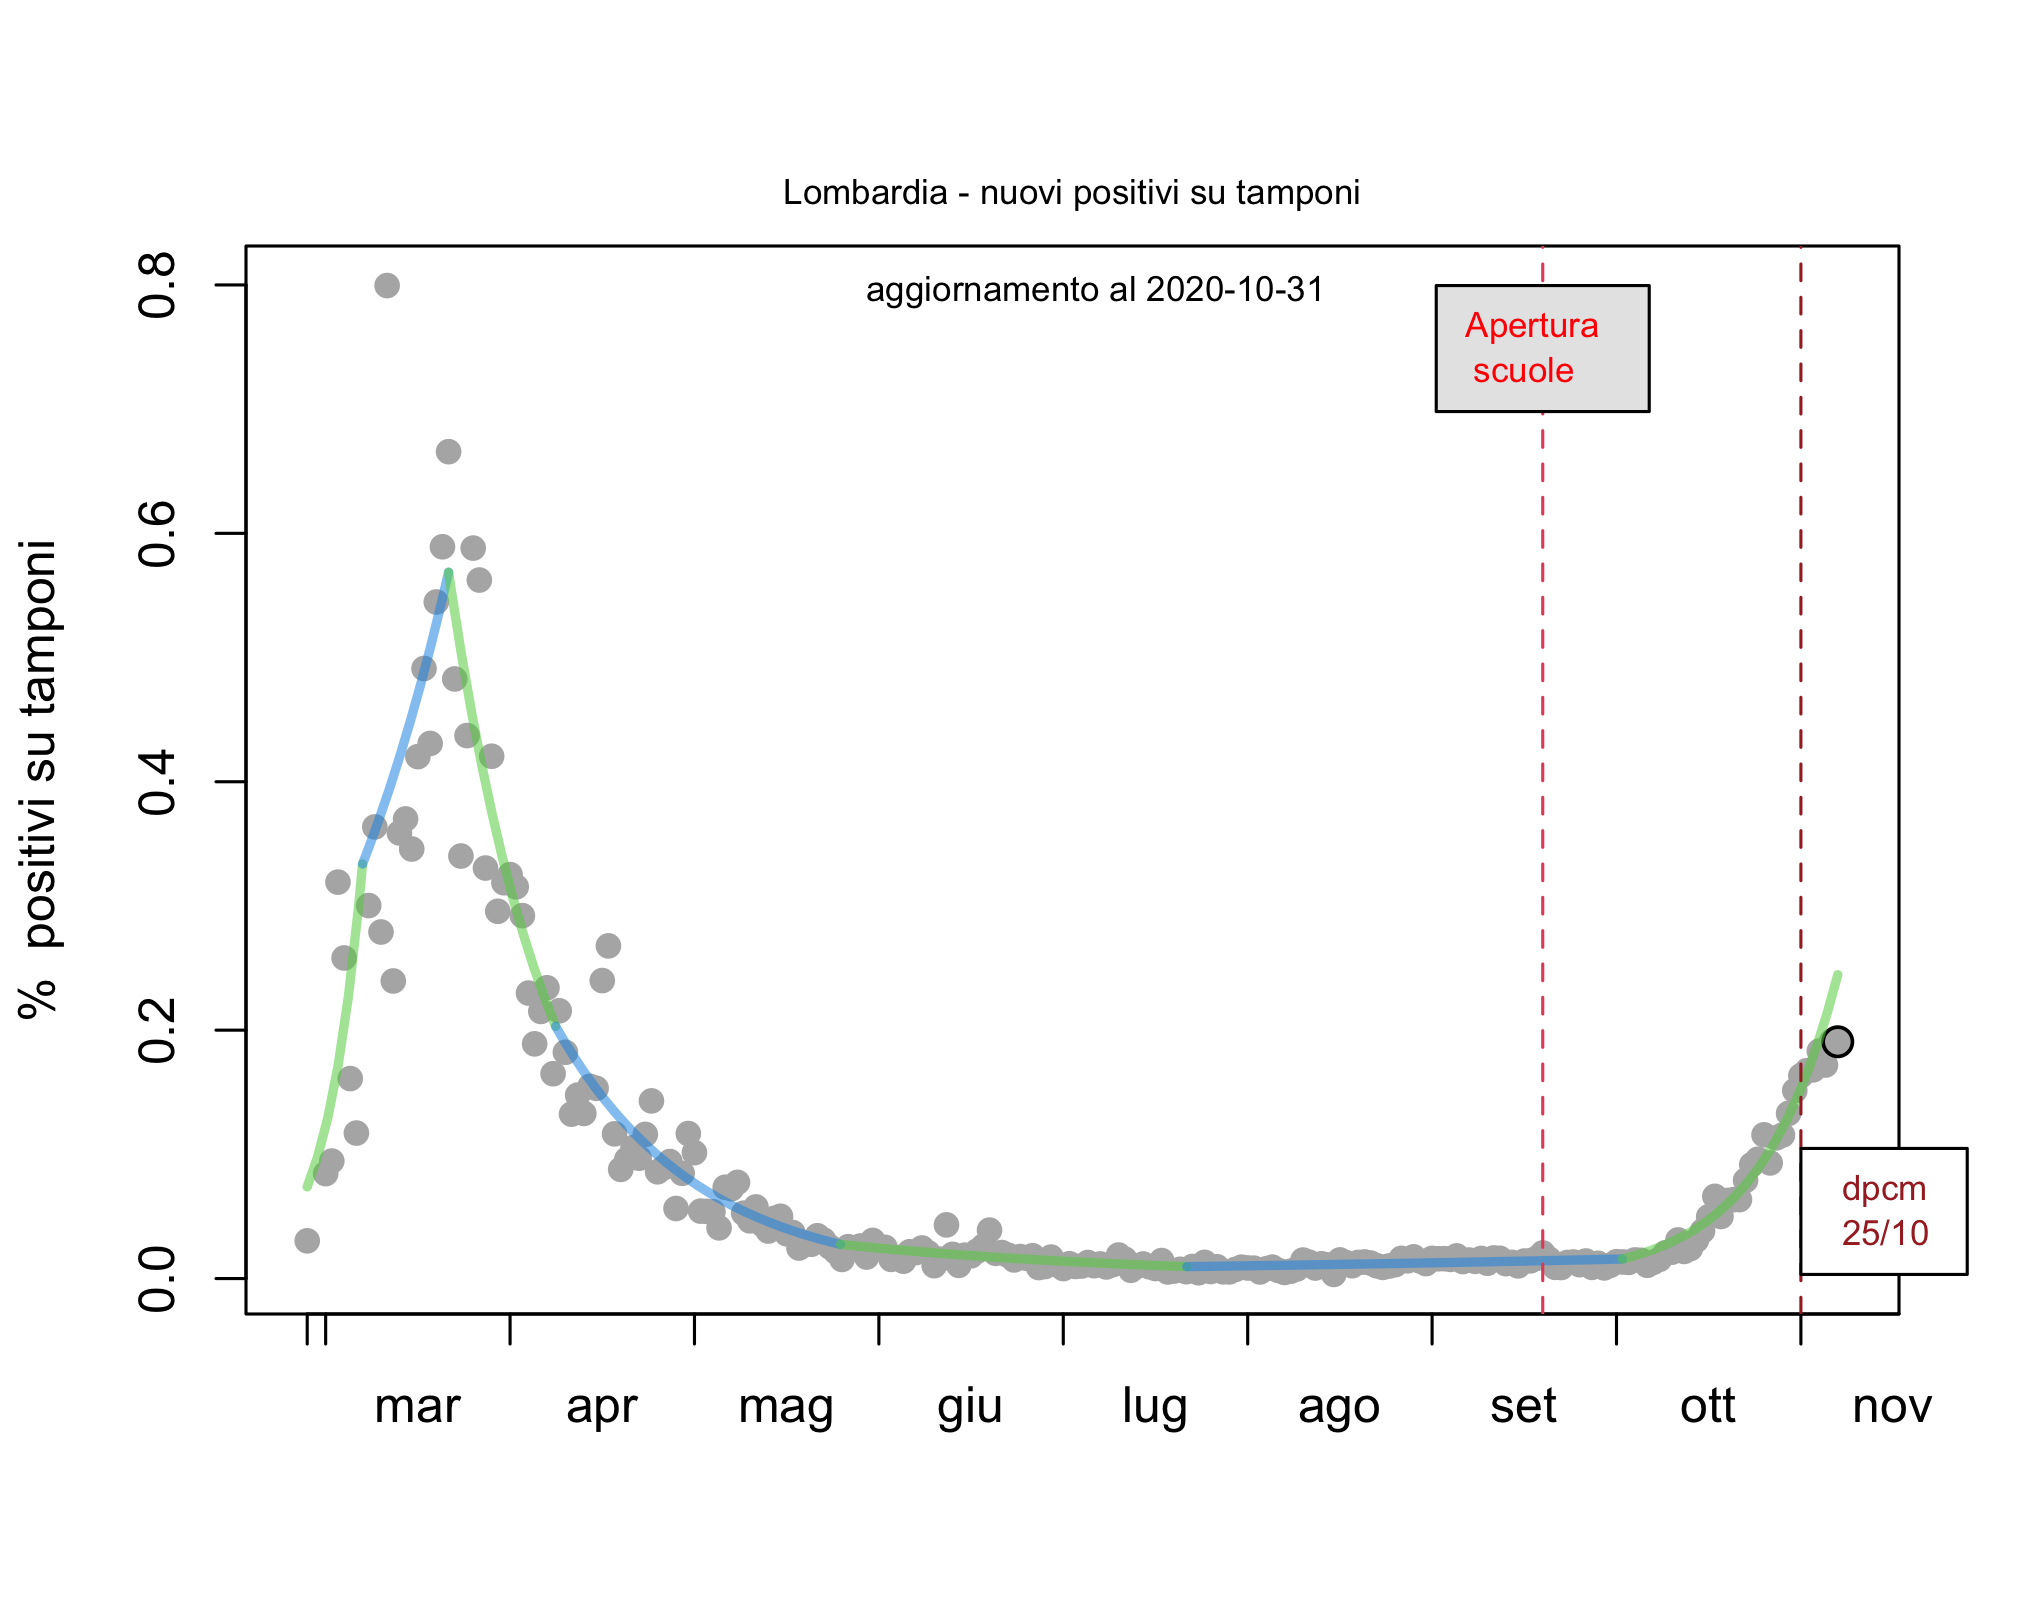 Lombardia - nuovi positivi su tamponi
aggiornamento al 2020-10-31
Apertura
scuole
% positivi su tamponi
0.8
0.6
0.4
0.2
0.0
dpcm
25/10
mar apr mag giu lug ago set ott nov